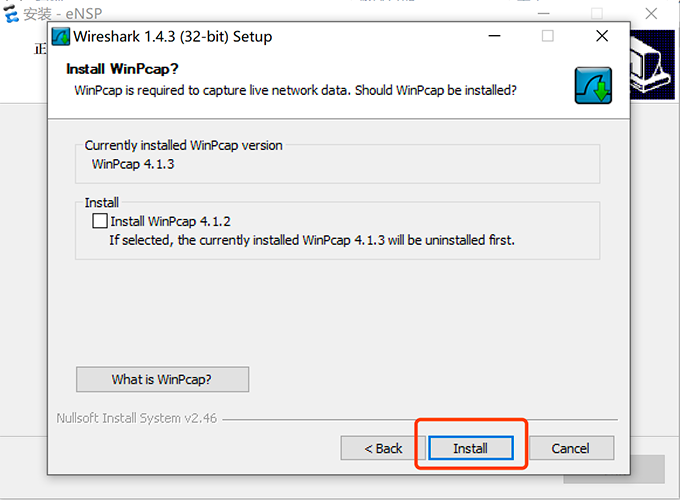 安装 - eNSP
正
Wireshark 1.4.3 (32-bit) Setup
Install WinPcap?
WinPcap is required to capture live network data. Should WinPcap be installed?
Currently installed WinPcap version
WinPcap 4.1.3
Install
Install WinPcap 4.1.2
If selected, the currently installed WinPcap 4.1.3 will be uninstalled first.
What is WinPcap?
Nullsoft Install System v2.46
< Back
Install
Cancel